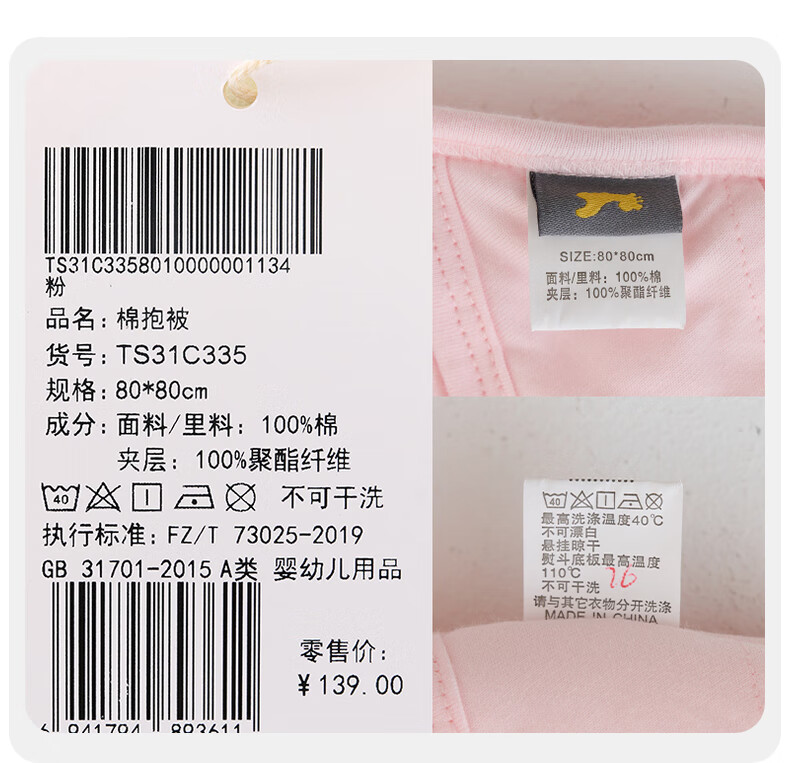 TS31C33580100000001134
粉
品名：棉抱被
货号：TS31C335
规格：80*80cm
成分：面料/里料：100%棉
夹层：100%聚酯纤维
40 不可干洗
执行标准：FZ/T 73025-2019
GB 31701-2015 A类 婴幼儿用品
零售价：
￥139.00
6 941794 893611
SIZE:80*80cm
面料/里料：100%棉
夹层：100%聚酯纤维
40
最高洗涤温度40℃
不可漂白
悬挂晾干
熨斗底板最高温度
110℃
76
不可干洗
请与其它衣物分开洗涤
MADE IN CHINA